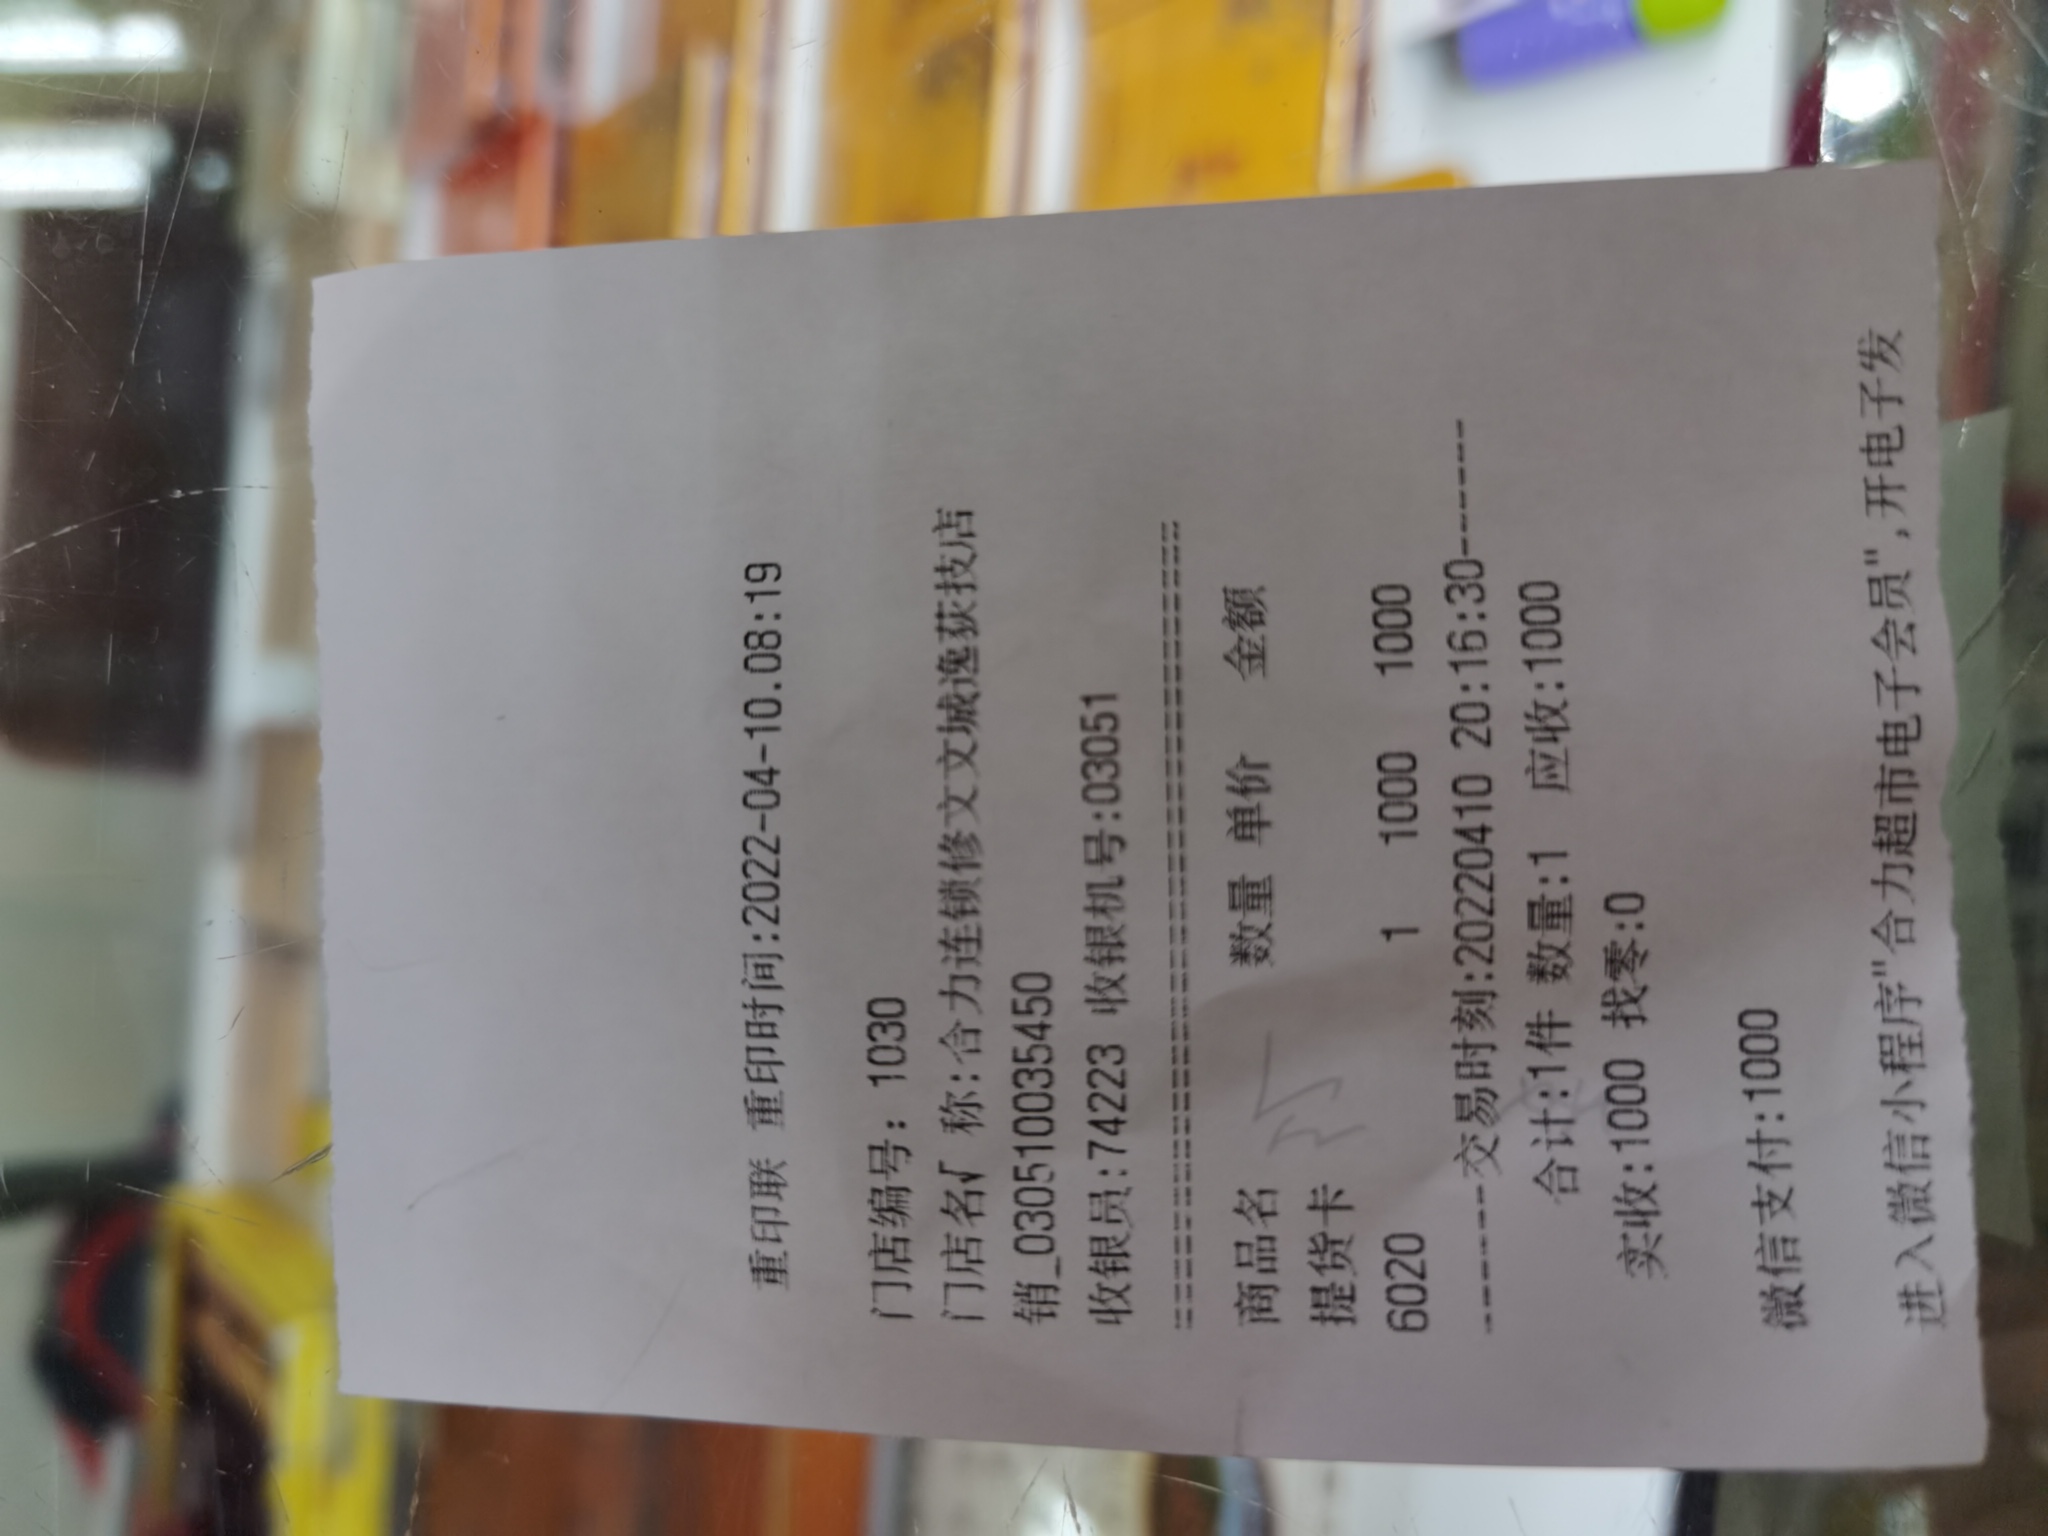 重印联 重印时间:2022-04-10.08:19
门店编号: 1030
门店名√ 称:合力连锁修文文城逸荻技店
销_0305100035450
收银员:74223 收银机号:03051
================================
商品名 数量 单价 金额
提货卡
6020 1 1000 1000
--------交易时刻:20220410 20:16:30-------
合计:1件 数量:1 应收:1000
实收:1000 找零:0
微信支付:1000
进入微信小程序"合力超市电子会员",开电子发